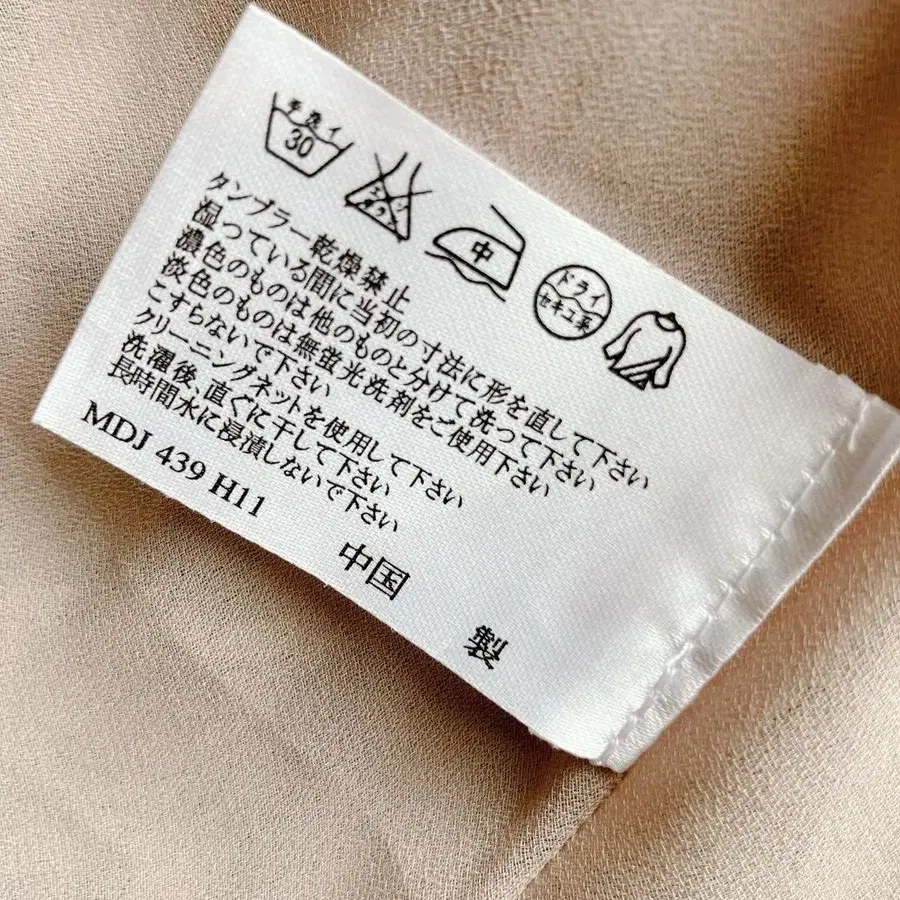 手洗イ
30
エンソ
サラシ
中
ドライ
セキユ系
タンブラー乾燥禁止
湿っている間に当初の寸法に形を直して下さい
濃色のものは他のものと分けて洗って下さい
淡色のものは無蛍光洗剤をご使用下さい
こすらないで下さい
クリーニングネットを使用して下さい
洗濯後、直ぐに干して下さい
長時間水に浸漬しないで下さい
MDJ 439 H11
中国
製